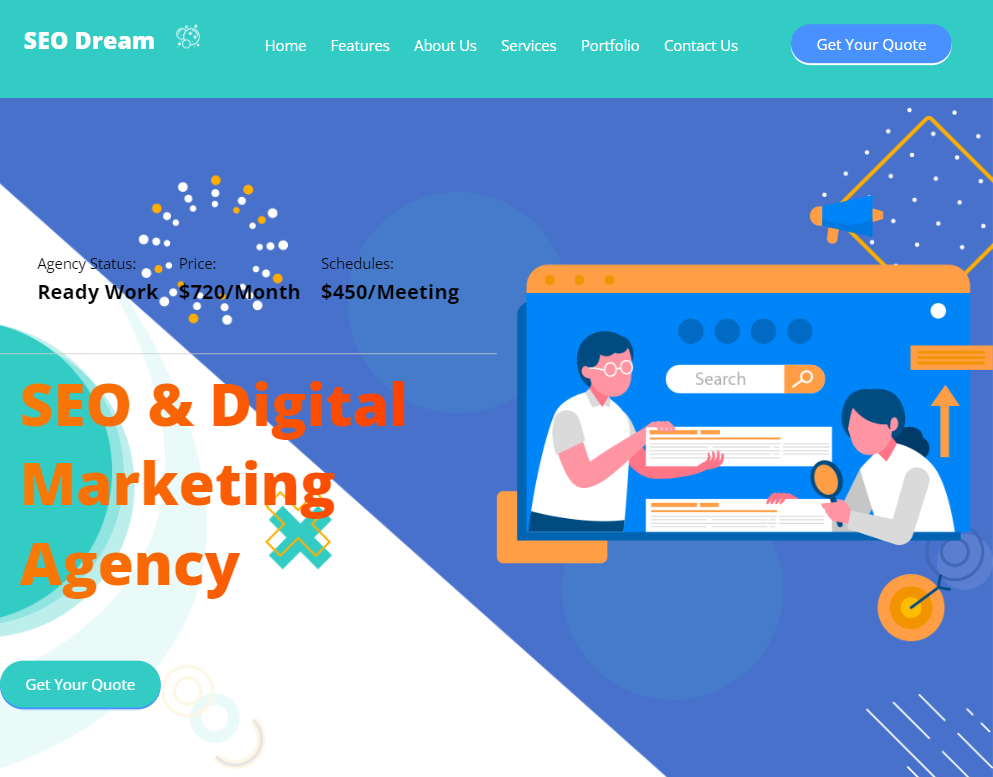 SEO Dream
Home Features About Us Services Portfolio Contact Us
Get Your Quote
Agency Status: Price: Schedules:
Ready Work $720/Month $450/Meeting
SEO & Digital
Marketing
Agency
Search
Get Your Quote